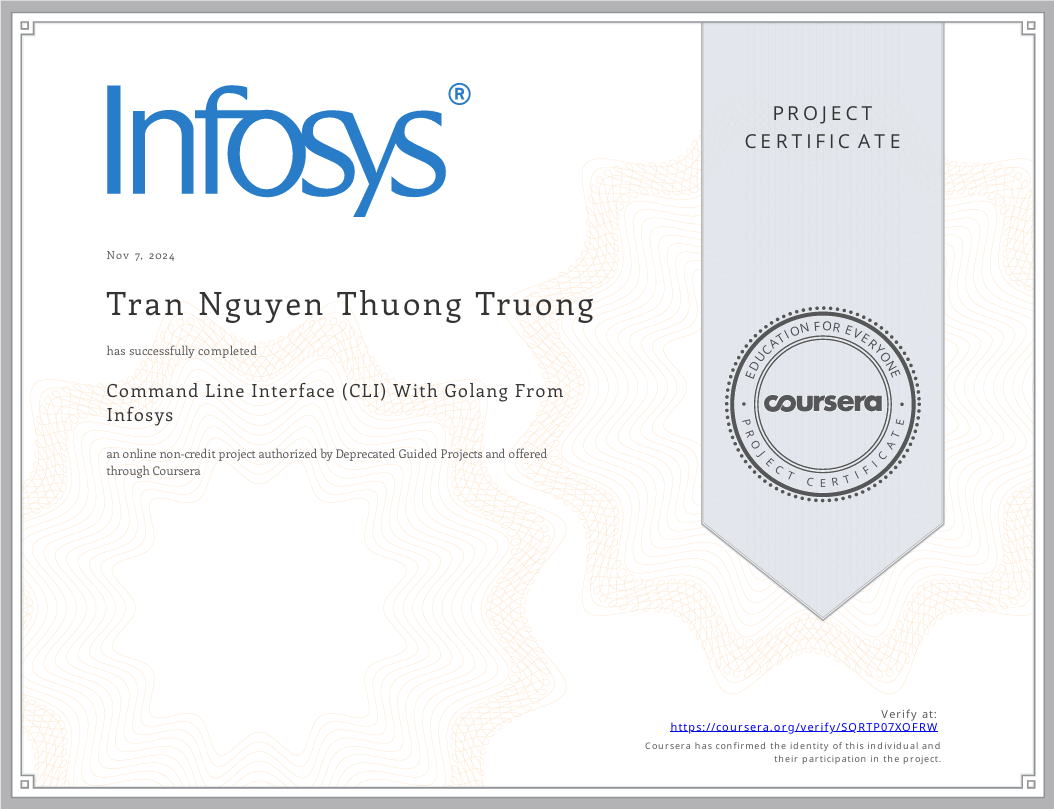 Infosys®
PROJECT
CERTIFICATE
Nov 7, 2024
Tran Nguyen Thuong Truong
has successfully completed
Command Line Interface (CLI) With Golang From
Infosys
an online non-credit project authorized by Deprecated Guided Projects and offered
through Coursera
EDUCATION FOR EVERYONE
coursera
PROJECT CERTIFICATE
Verify at:
https://coursera.org/verify/SQRTP07XOFRW
Coursera has confirmed the identity of this individual and
their participation in the project.